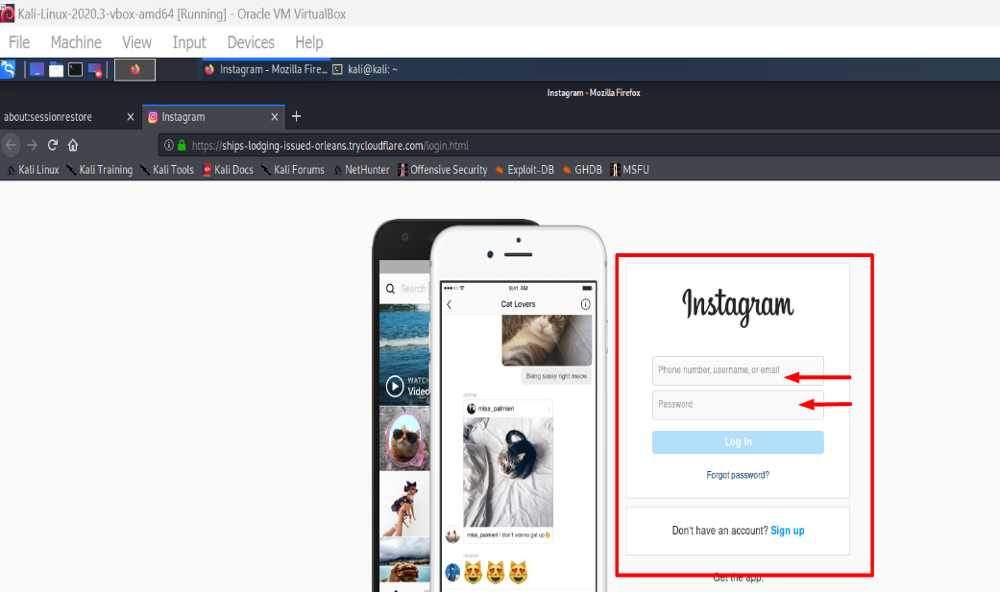 Kali-Linux-2020.3-vbox-amd64 [Running] - Oracle VM VirtualBox
File Machine View Input Devices Help
Instagram - Mozilla Fire... kali@kali: ~
Instagram - Mozilla Firefox
about:sessionrestore × Instagram × +
https://ships-lodging-issued-orleans.trycloudflare.com/login.html
Kali Linux Kali Training Kali Tools Kali Docs Kali Forums NetHunter Offensive Security Exploit-DB GHDB MSFU
9:41 AM
Search
Cat Lovers
Instagram
Phone number, username, or email
Being sassy right meow
WATCH
Video
catnap
miss_palmieri
Password
Log In
Forgot password?
Don't have an account? Sign up
miss_palmieri I don't wanna get up
Get the app.